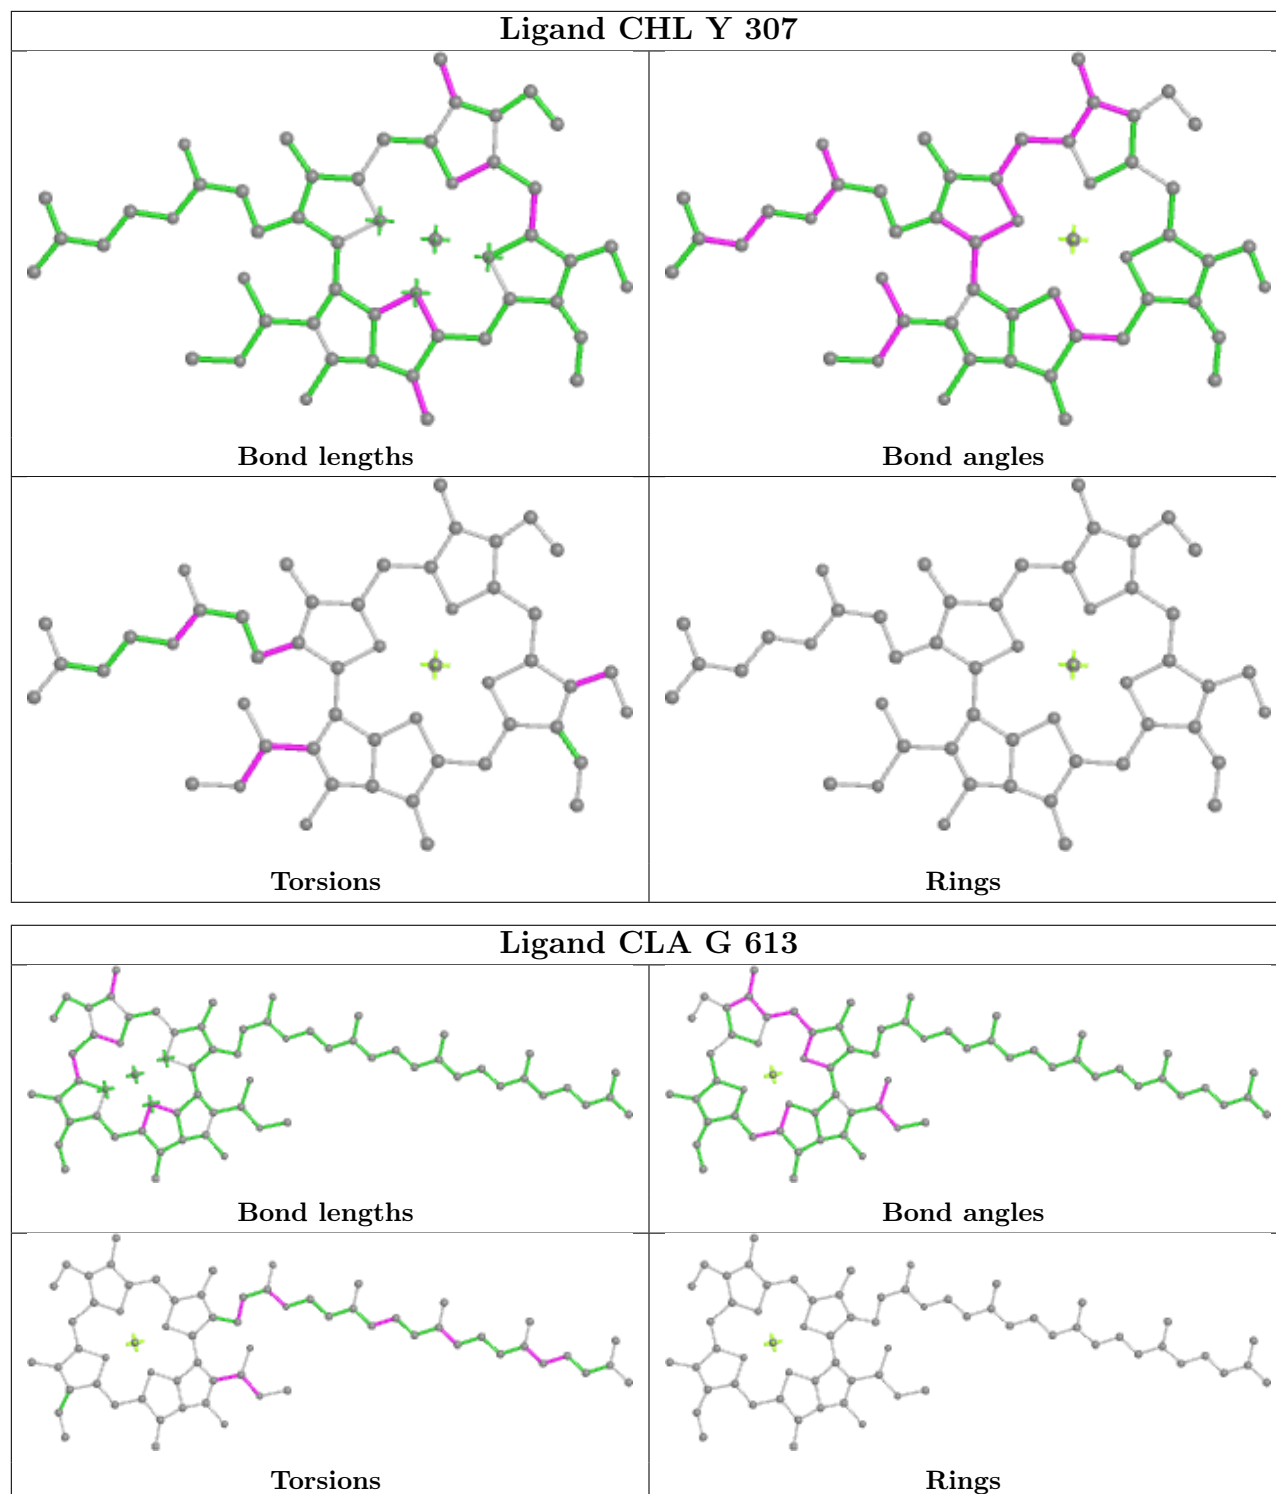 Ligand CHL Y 307
Bond lengths
Bond angles
Torsions
Rings
Ligand CLA G 613
Bond lengths
Bond angles
Torsions
Rings